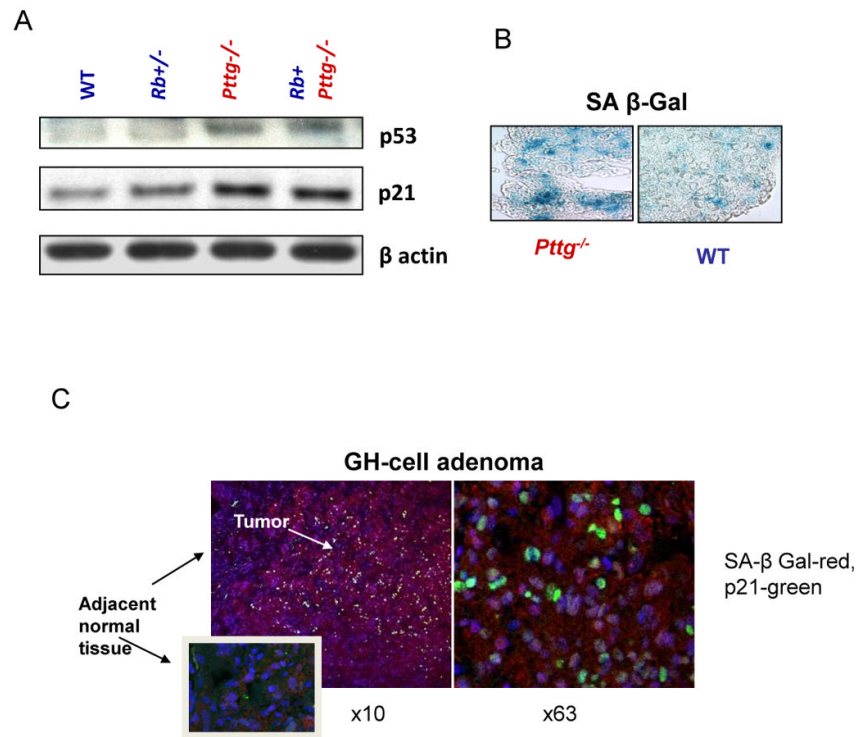 A
WT
Rb+/-
Pttg-/-
Rb+
Pttg-/-
p53
p21
β actin
B
SA β-Gal
Pttg-/-
WT
C
GH-cell adenoma
Tumor
Adjacent
normal
tissue
SA-β Gal-red,
p21-green
x10
x63